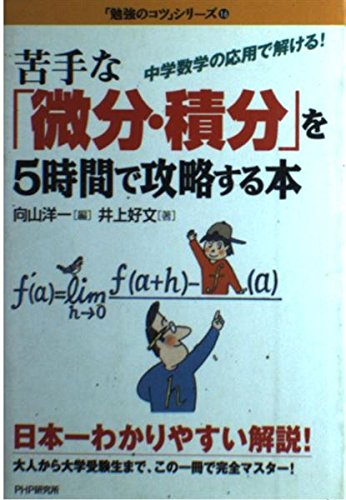 「勉強のコツ」シリーズ16
中学数学の応用で解ける!
苦手な
「微分・積分」を
5時間で攻略する本
向山洋一[編] 井上好文[著]
f'(a)=lim f(a+h)-f(a)
h→0 h
日本一わかりやすい解説!
大人から大学受験生まで、この一冊で完全マスター!
PHP研究所